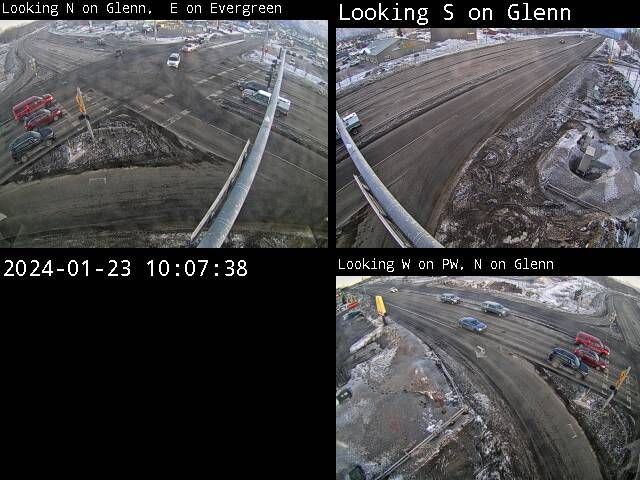 Looking N on Glenn,  E on Evergreen
Looking S on Glenn
2024-01-23 10:07:38
Looking W on PW, N on Glenn